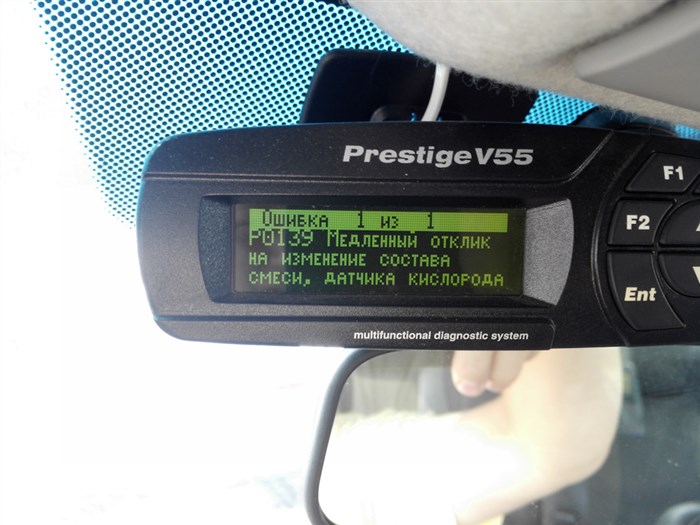 Prestige V55
F1
F2
Ent
Ошибка 1 из 1
P0139 Медленный отклик
на изменение состава
смеси, датчика кислорода
multifunctional diagnostic system